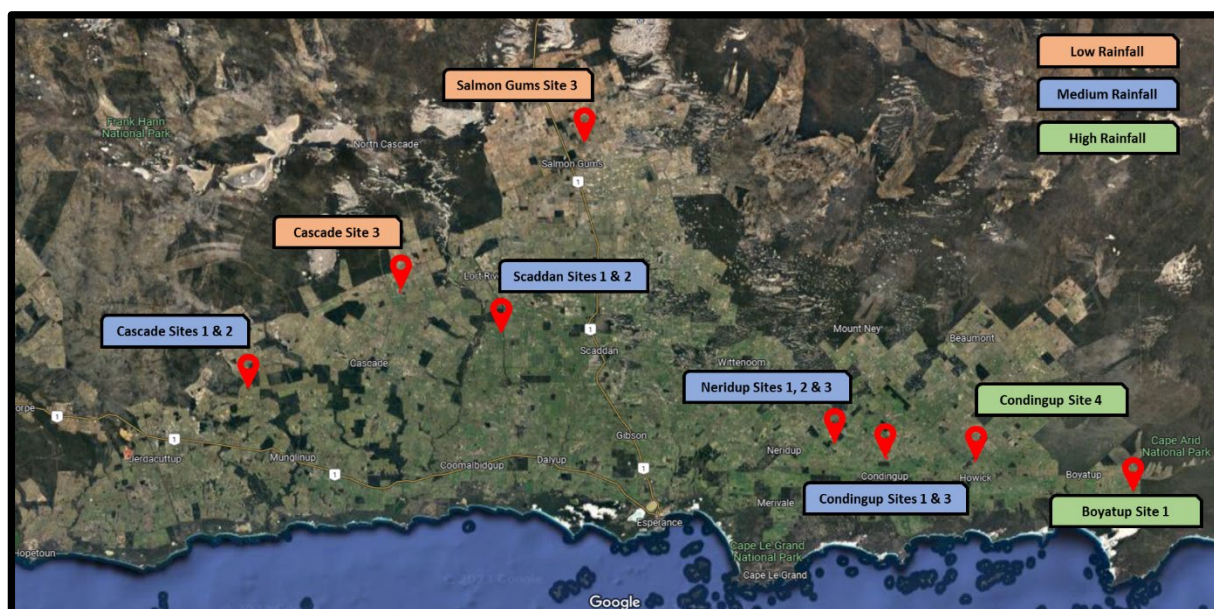 Low Rainfall
Salmon Gums Site 3
Medium Rainfall
Frank Hann
National Park
High Rainfall
North Cascade
Salmon Gums
1
Cascade Site 3
Scaddan Sites 1 & 2
Cascade Sites 1 & 2
1
Mount Ney
Beaumont
Scaddan
Cascade
Wittenoom
Neridup Sites 1, 2 & 3
Condingup Site 4
1
1
Gibson
Cape Arid
National Park
Munglinup
Jerdacuttup
Neridup
Coomalbidgup
Dalyup
1
1
Condingup
Howick
Boyatup
Condingup Sites 1 & 3
Merivale
Boyatup Site 1
Esperance
Hopetoun
Cape Le Grand
National Park
Cape Le Grand
Google